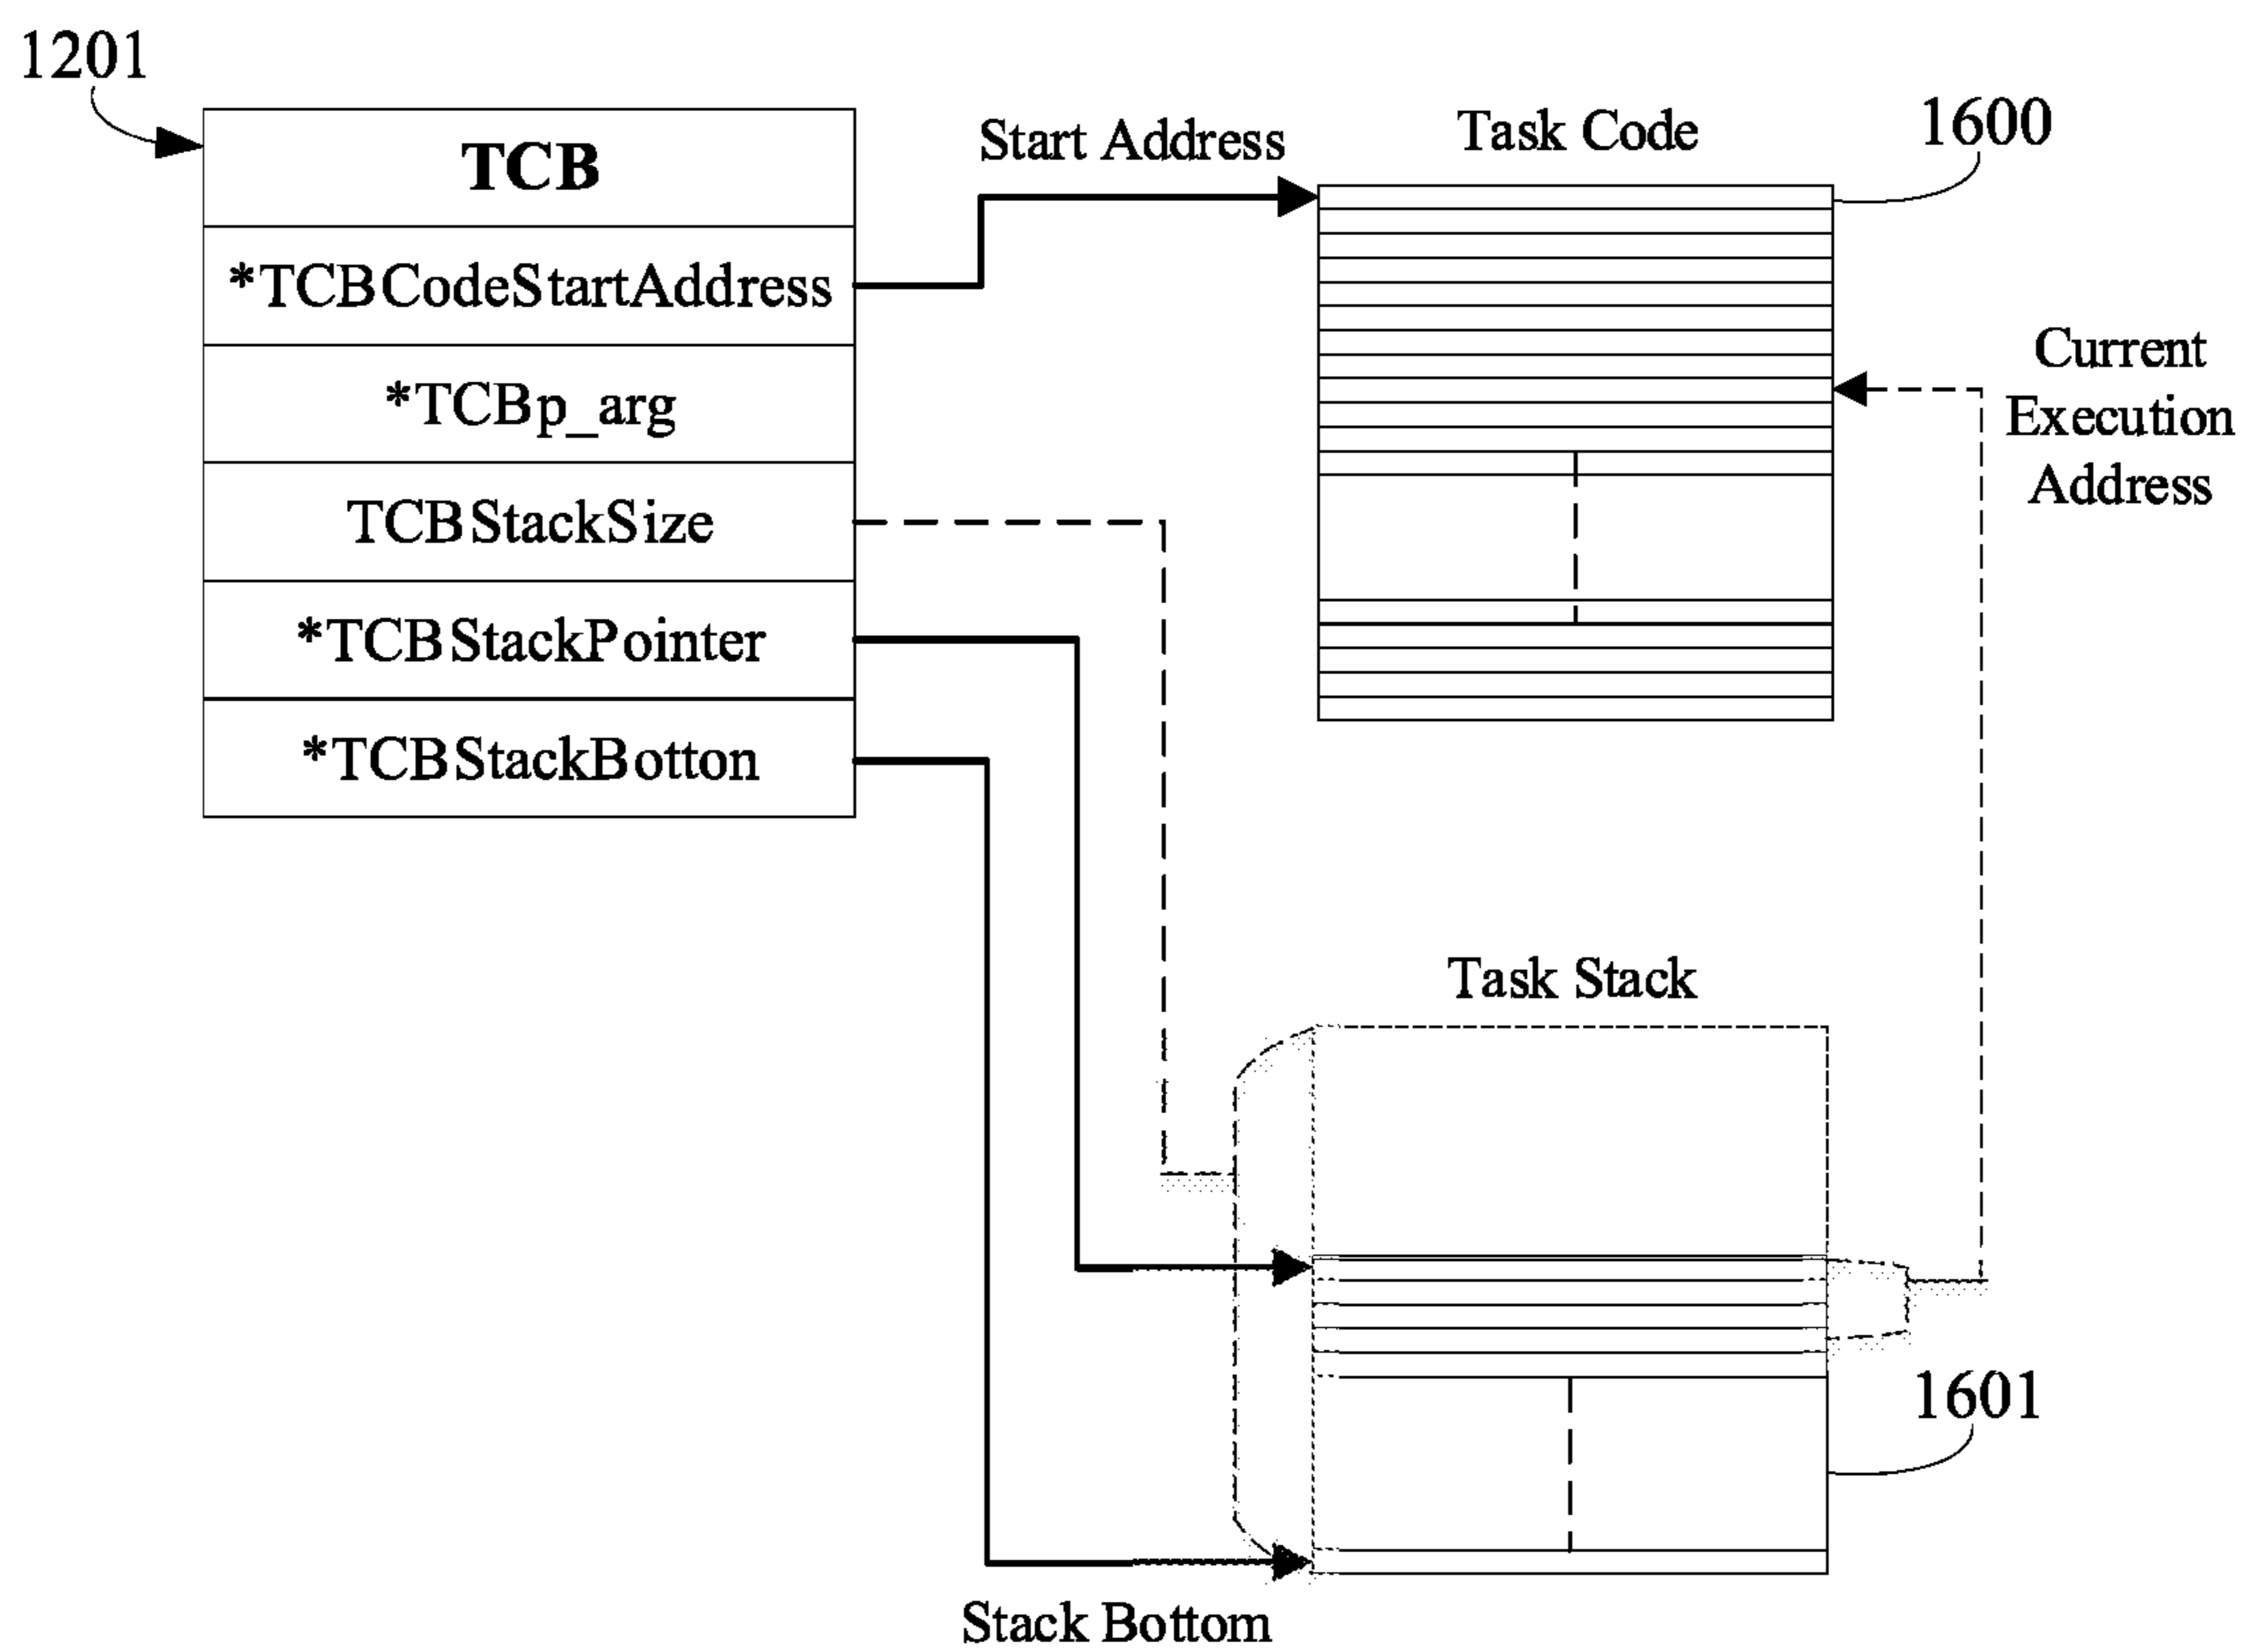 1201
TCB
*TCBCodeStartAddress
*TCBp_arg
TCBStackSize
*TCBStackPointer
*TCBStackBotton
Start Address
Task Code
1600
Current
Execution
Address
Task Stack
1601
Stack Bottom